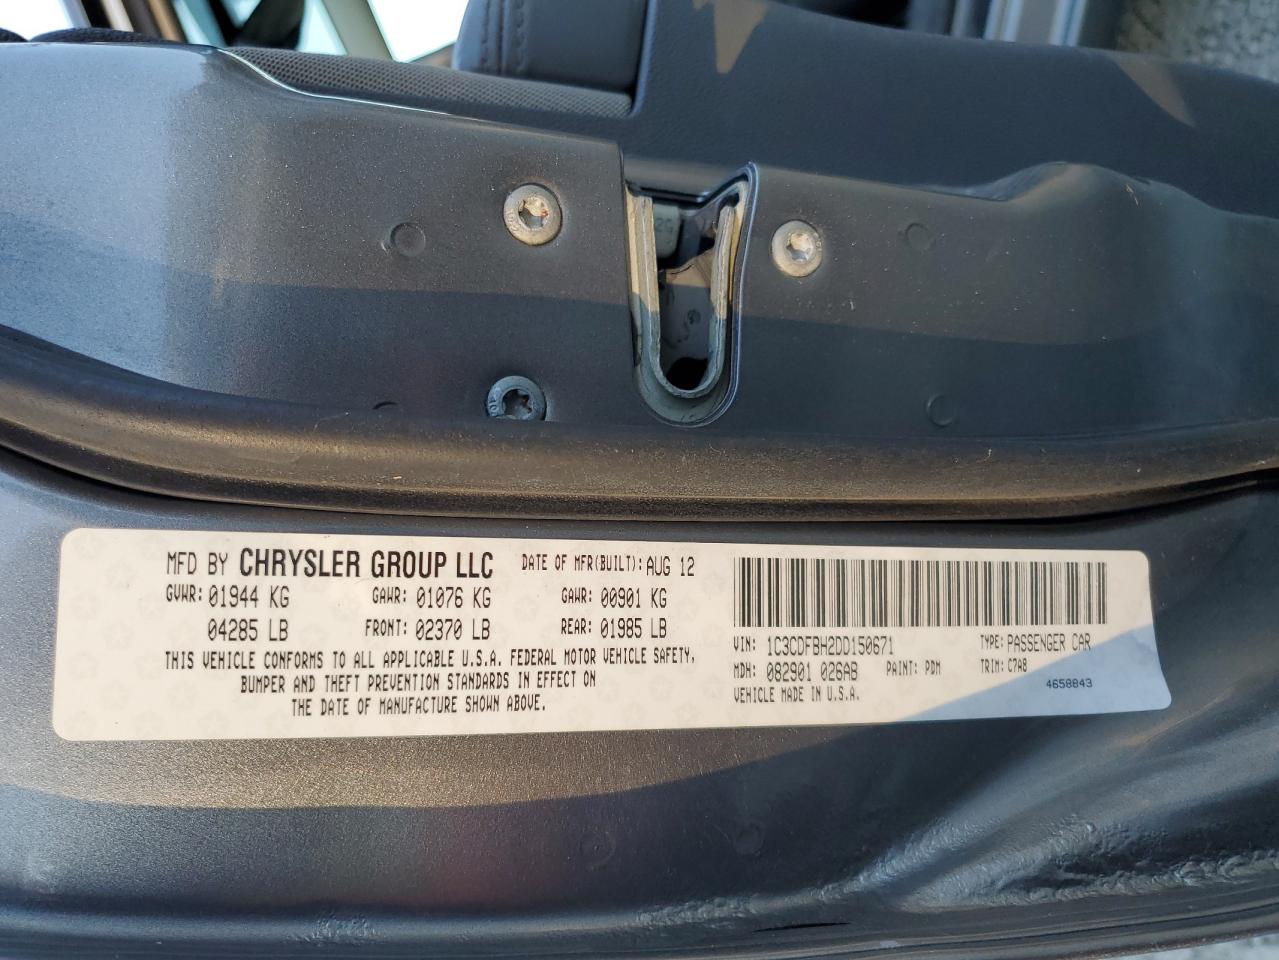 MFD BY CHRYSLER GROUP LLC DATE OF MFR(BUILT): AUG 12
GVWR: 01944 KG GAWR: 01076 KG GAWR: 00901 KG
04285 LB FRONT: 02370 LB REAR: 01985 LB
THIS VEHICLE CONFORMS TO ALL APPLICABLE U.S.A. FEDERAL MOTOR VEHICLE SAFETY,
BUMPER AND THEFT PREVENTION STANDARDS IN EFFECT ON
THE DATE OF MANUFACTURE SHOWN ABOVE.
VIN: 1C3CDFBH2DD150671 TYPE: PASSENGER CAR
MDH: 082901 026AB PAINT: PDM TRIM: C7A8
VEHICLE MADE IN U.S.A. 4658843